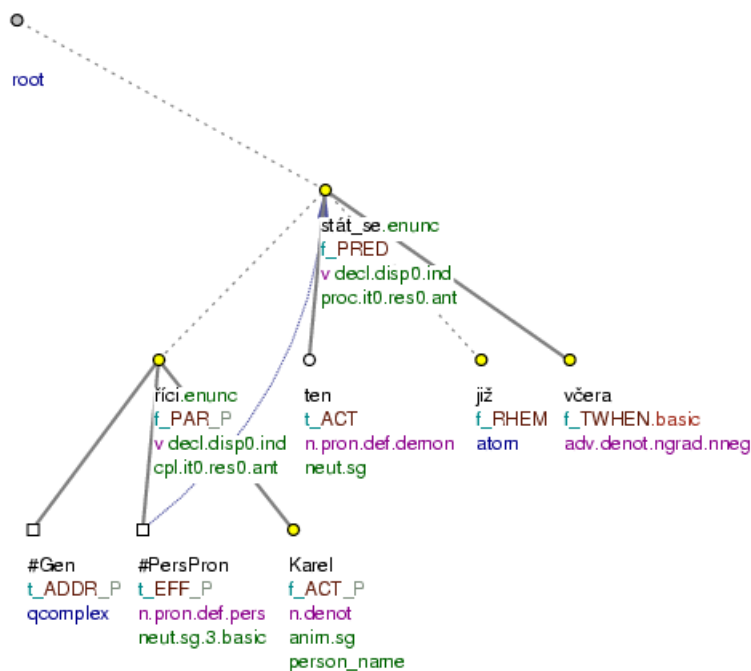 root
stát_se.enunc
f_PRED
v decl.disp0.ind
proc.it0.res0.ant
říci.enunc
f_PAR_P
v decl.disp0.ind
cpl.it0.res0.ant
ten
t_ACT
n.pron.def.demon
neut.sg
již
f_RHEM
atom
včera
f_TWHEN.basic
adv.denot.ngrad.nneg
#Gen
t_ADDR_P
qcomplex
#PersPron
t_EFF_P
n.pron.def.pers
neut.sg.3.basic
Karel
f_ACT_P
n.denot
anim.sg
person_name